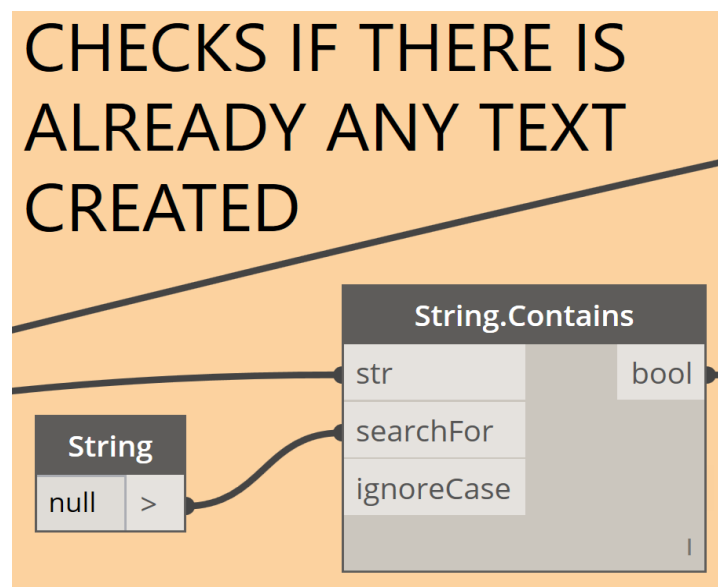 CHECKS IF THERE IS
ALREADY ANY TEXT
CREATED
String.Contains
str
bool
searchFor
ignoreCase
l
String
null
>